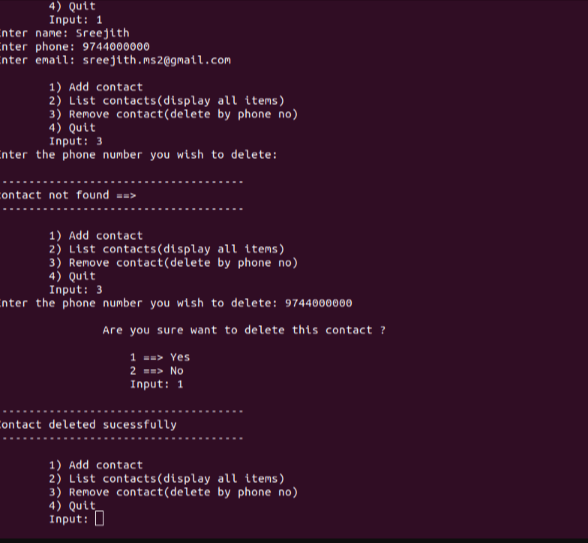 4) Quit
Input: 1
nter name: Sreejith
nter phone: 9744000000
nter email: sreejith.ms2@gmail.com
1) Add contact
2) List contacts(display all items)
3) Remove contact(delete by phone no)
4) Quit
Input: 3
nter the phone number you wish to delete:
------------------------------------
ontact not found ==>
------------------------------------
1) Add contact
2) List contacts(display all items)
3) Remove contact(delete by phone no)
4) Quit
Input: 3
nter the phone number you wish to delete: 9744000000
Are you sure want to delete this contact ?
1 ==> Yes
2 ==> No
Input: 1
------------------------------------
ontact deleted sucessfully
------------------------------------
1) Add contact
2) List contacts(display all items)
3) Remove contact(delete by phone no)
4) Quit
Input: